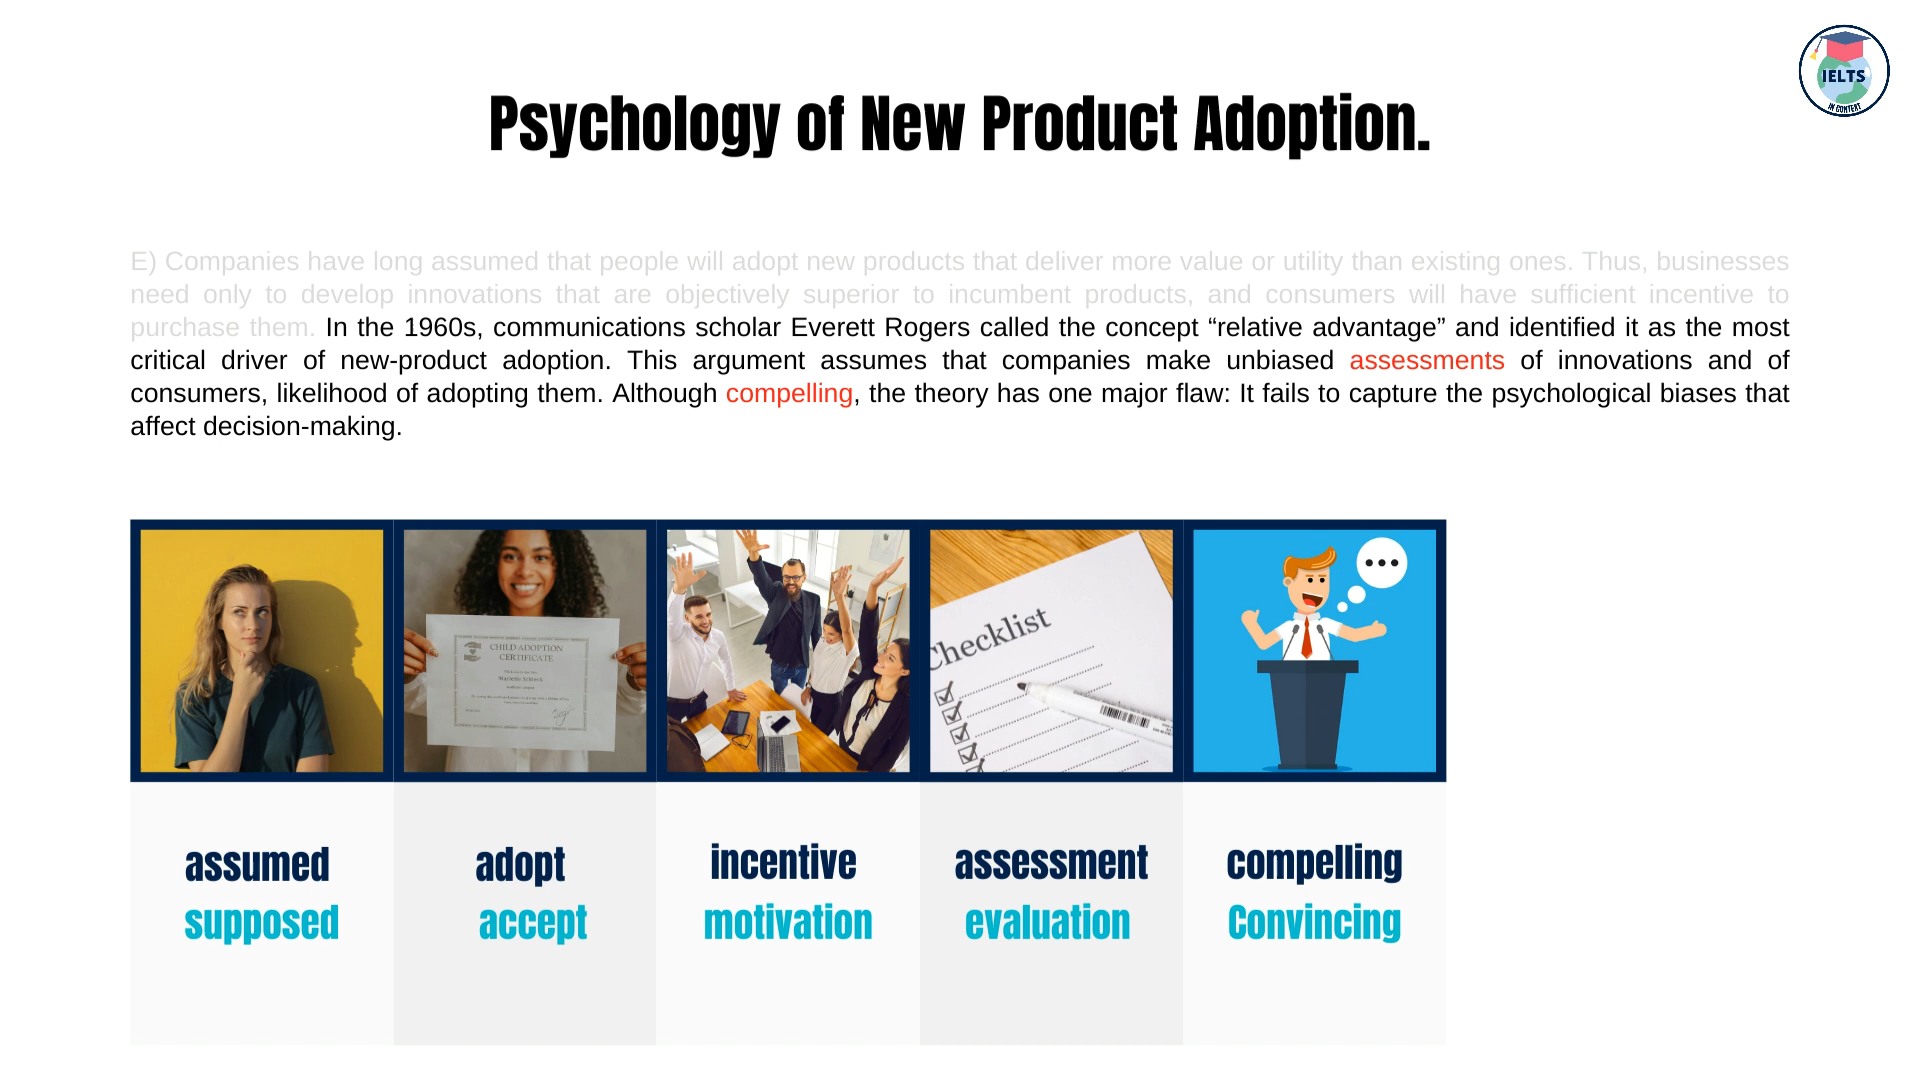 IELTS
IN CONTEXT
Psychology of New Product Adoption.
E) Companies have long assumed that people will adopt new products that deliver more value or utility than existing ones. Thus, businesses
need only to develop innovations that are objectively superior to incumbent products, and consumers will have sufficient incentive to
purchase them. In the 1960s, communications scholar Everett Rogers called the concept “relative advantage” and identified it as the most
critical driver of new-product adoption. This argument assumes that companies make unbiased assessments of innovations and of
consumers, likelihood of adopting them. Although compelling, the theory has one major flaw: It fails to capture the psychological biases that
affect decision-making.
CHILD ADOPTION
CERTIFICATE
Checklist
assumed
supposed
adopt
accept
incentive
motivation
assessment
evaluation
compelling
Convincing